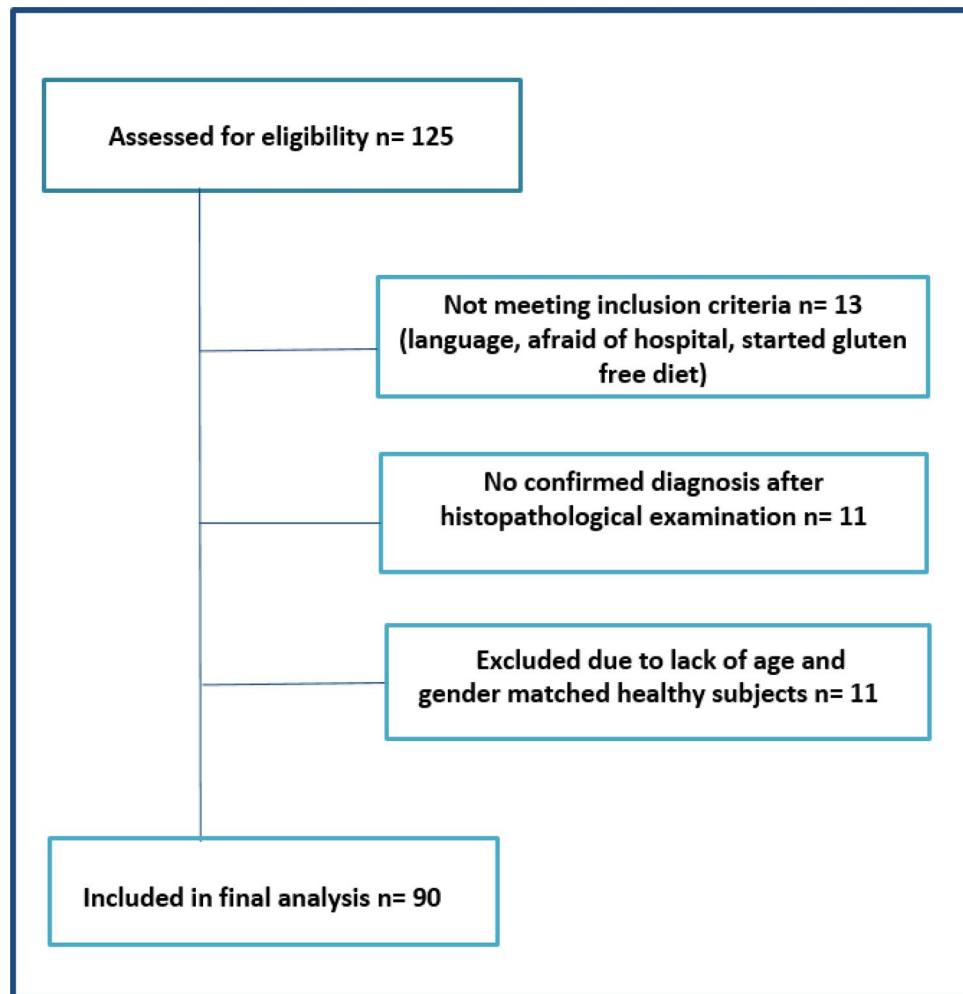 Assessed for eligibility n= 125
Not meeting inclusion criteria n= 13
(language, afraid of hospital, started gluten
free diet)
No confirmed diagnosis after
histopathological examination n= 11
Excluded due to lack of age and
gender matched healthy subjects n= 11
Included in final analysis n= 90